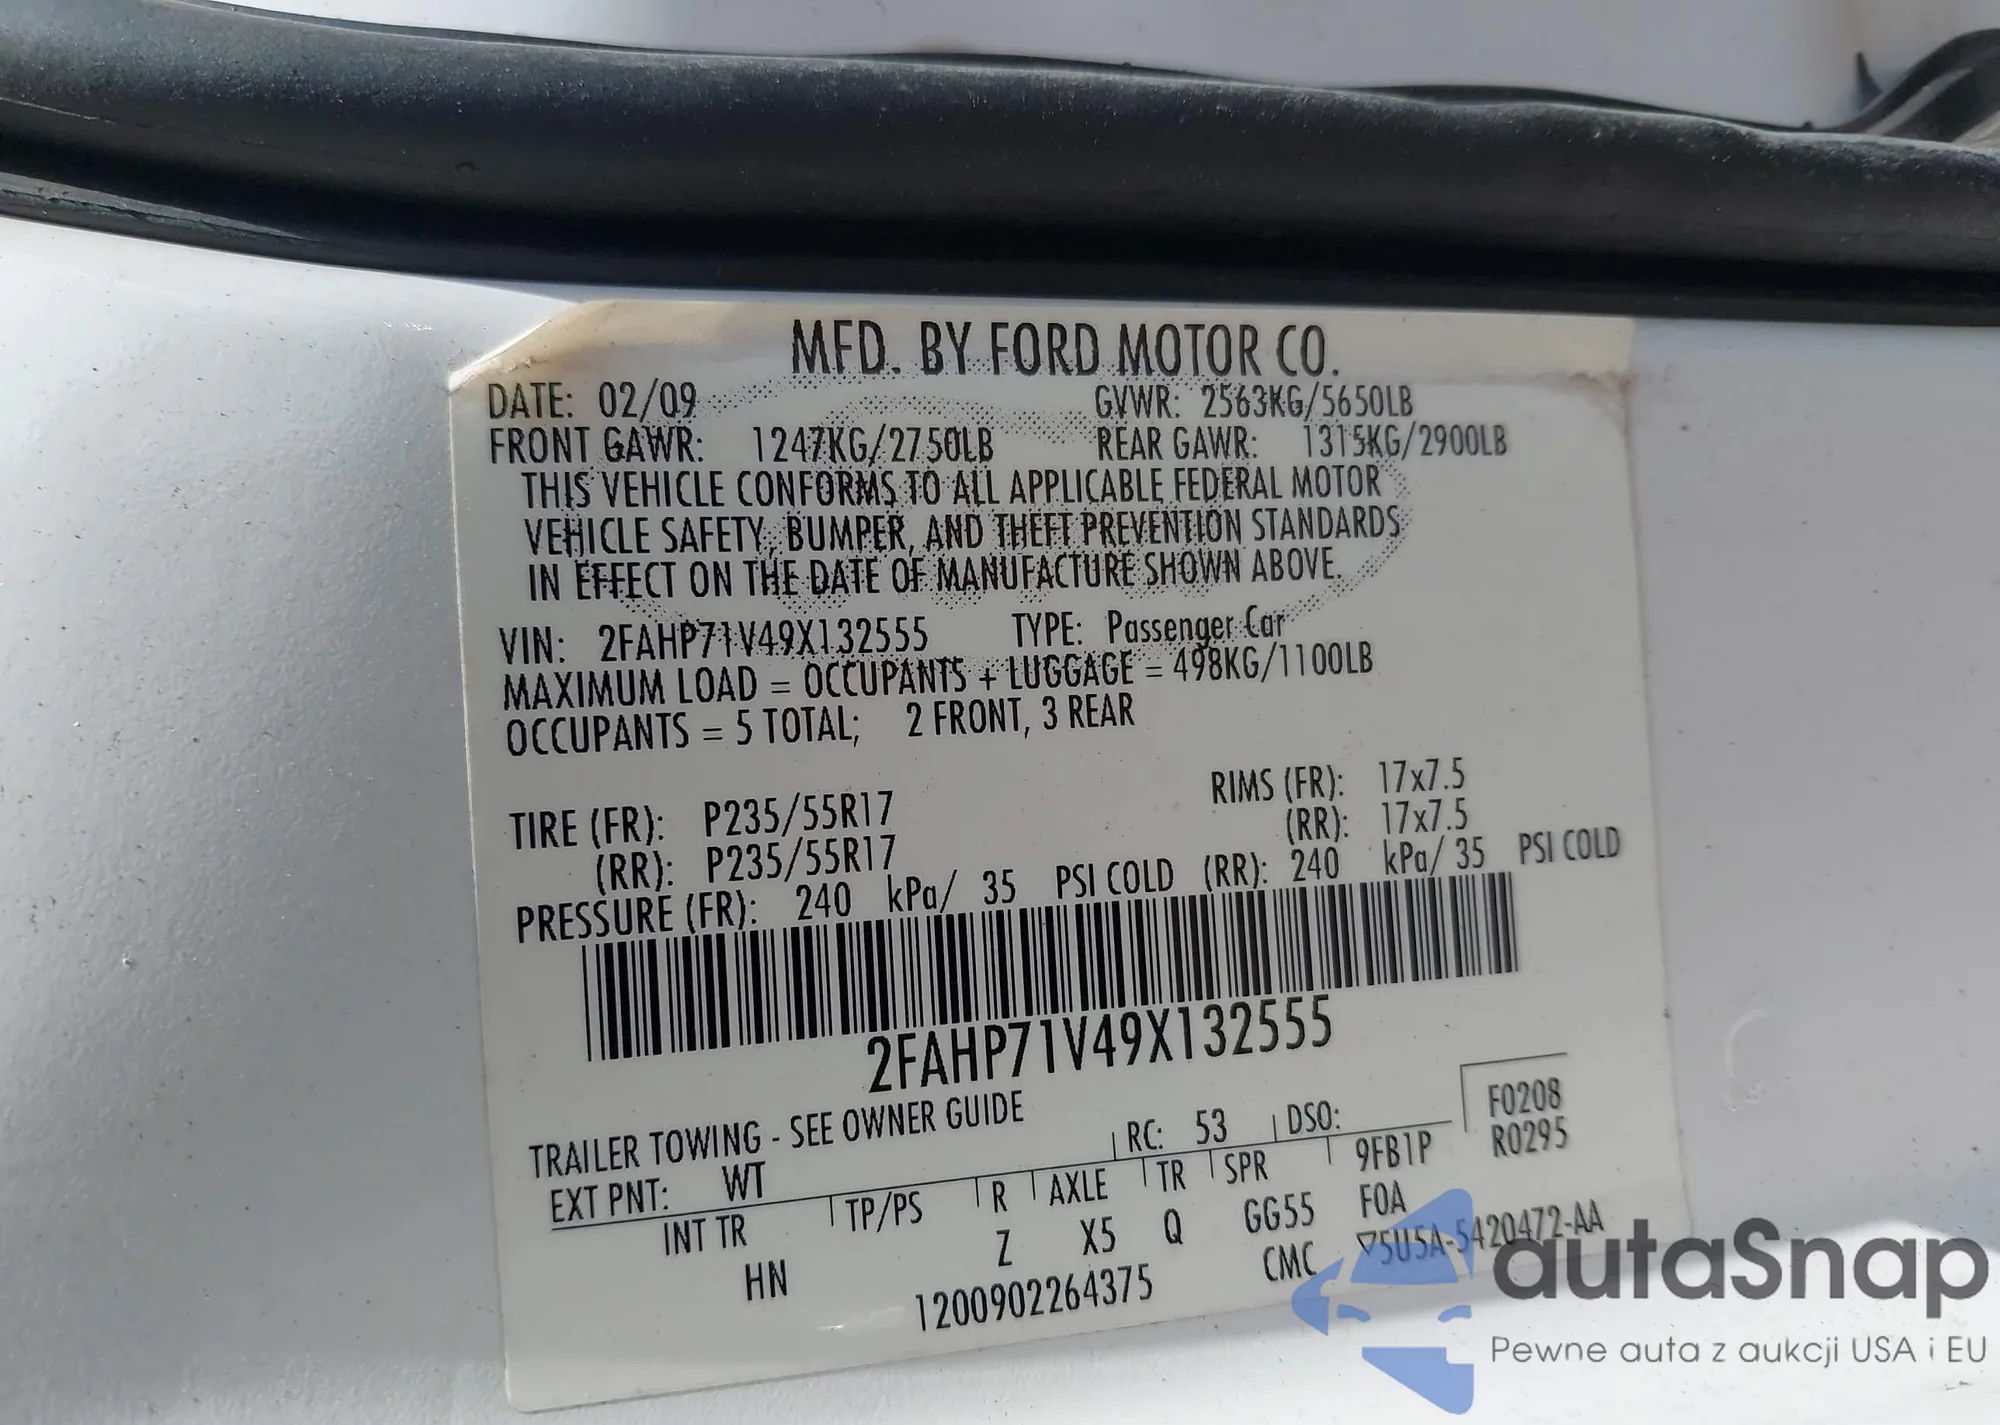 MFD. BY FORD MOTOR CO.
DATE: 02/09 GVWR: 2563KG/5650LB
FRONT GAWR: 1247KG/2750LB REAR GAWR: 1315KG/2900LB
THIS VEHICLE CONFORMS TO ALL APPLICABLE FEDERAL MOTOR
VEHICLE SAFETY, BUMPER, AND THEFT PREVENTION STANDARDS
IN EFFECT ON THE DATE OF MANUFACTURE SHOWN ABOVE.
VIN: 2FAHP71V49X132555 TYPE: Passenger Car
MAXIMUM LOAD = OCCUPANTS + LUGGAGE = 498KG/1100LB
OCCUPANTS = 5 TOTAL; 2 FRONT, 3 REAR
TIRE (FR): P235/55R17 RIMS (FR): 17x7.5
(RR): P235/55R17 (RR): 17x7.5
PRESSURE (FR): 240 kPa/ 35 PSI COLD (RR): 240 kPa/ 35 PSI COLD
2FAHP71V49X132555
TRAILER TOWING - SEE OWNER GUIDE F0208
EXT PNT: WT RC: 53 DSO: R0295
INT TR TP/PS R AXLE TR SPR 9FB1P
HN Z X5 Q GG55 F0A
1200902264375 CMC ▽5U5A-5420472-AA
autaSnap
Pewne auta z aukcji USA i EU